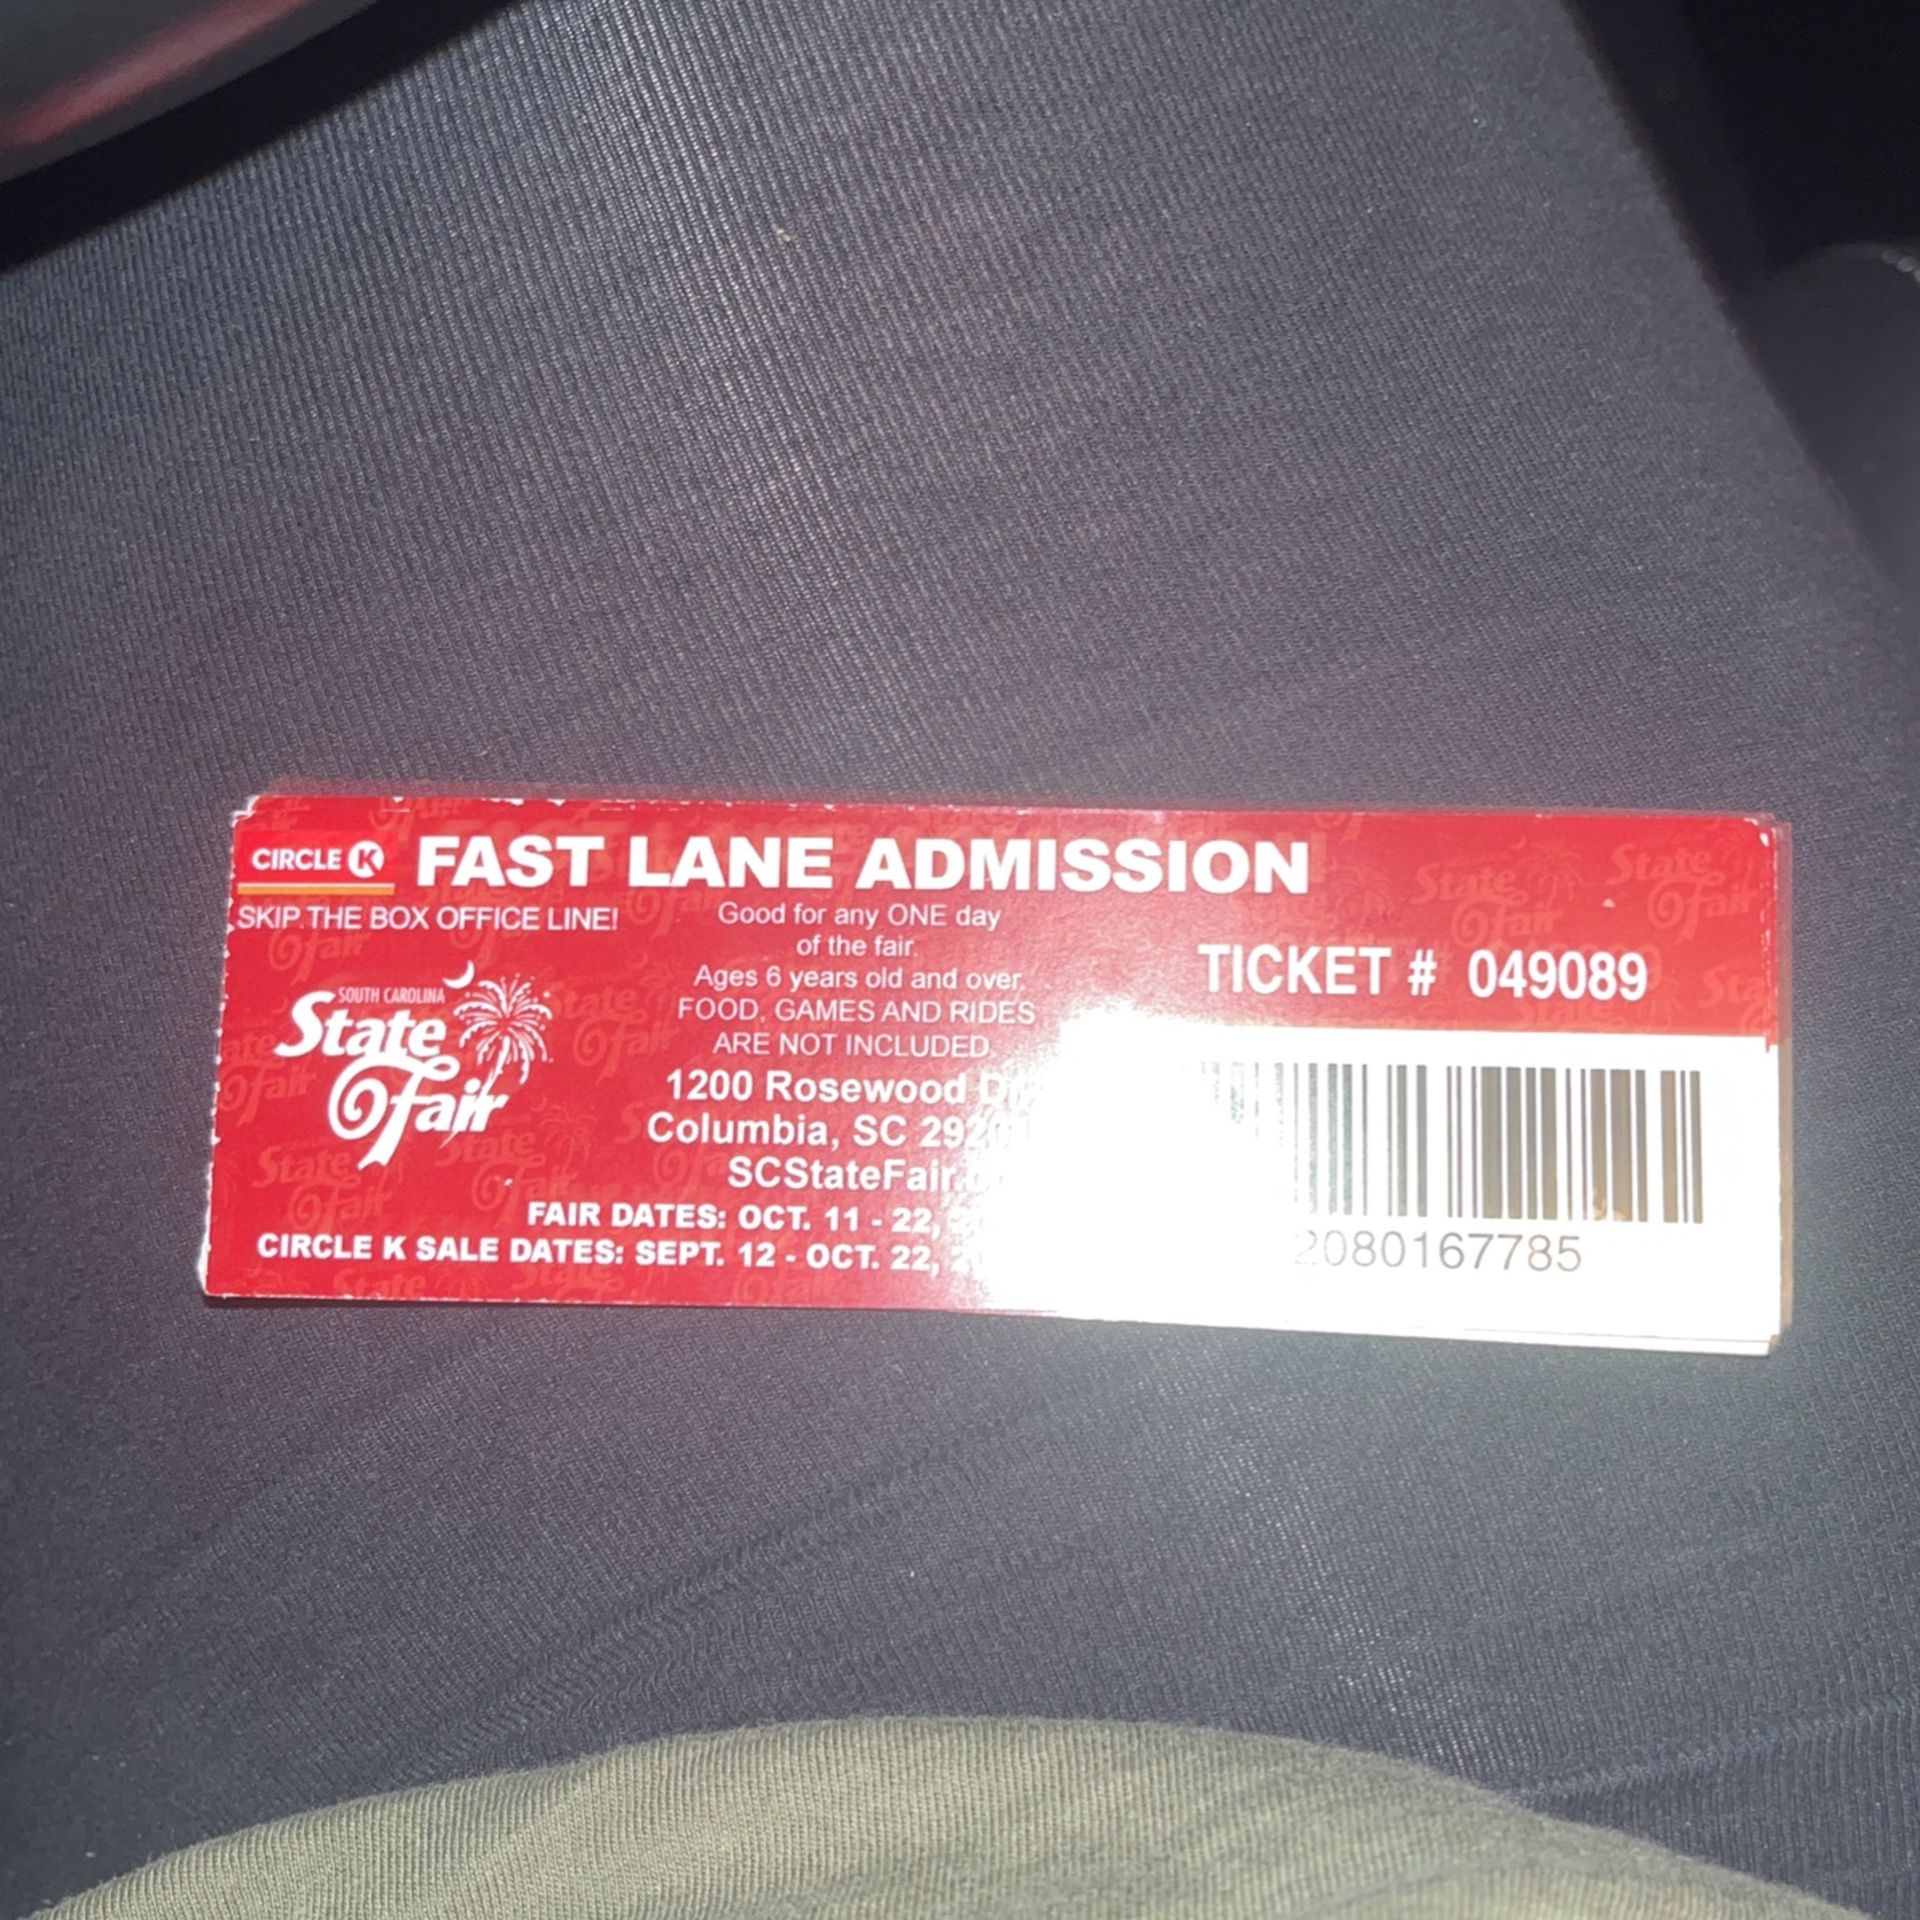 CIRCLE K FAST LANE ADMISSION
SKIP THE BOX OFFICE LINE!
SOUTH CAROLINA
State
Fair
Good for any ONE day
of the fair.
Ages 6 years old and over.
FOOD, GAMES AND RIDES
ARE NOT INCLUDED.
1200 Rosewood
Columbia, SC
FAIR DATES: OCT. 11 - 22,
CIRCLE K SALE DATES: SEPT. 12 - OCT. 22,
TICKET # 049089
2080167785